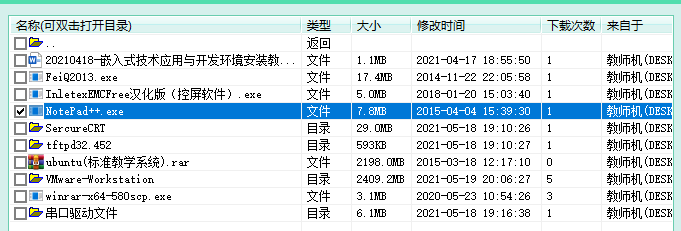 名称(可双击打开目录) 类型 大小 修改时间 下载次数 来自于
.. 返回
20210418-嵌入式技术应用与开发环境安装教... 文件 1.1MB 2021-04-17 18:55:50 1 教师机(DESK
FeiQ2013.exe 文件 17.4MB 2014-11-22 22:05:58 1 教师机(DESK
InletexEMCFree汉化版（控屏软件）.exe 文件 5.0MB 2018-01-20 15:03:40 1 教师机(DESK
NotePad++.exe 文件 7.8MB 2015-04-04 15:39:30 1 教师机(DESK
SercureCRT 目录 29.0MB 2021-05-18 19:10:26 1 教师机(DESK
tftpd32.452 目录 593KB 2021-05-18 19:10:28 1 教师机(DESK
ubuntu(标准教学系统).rar 文件 2198.0MB 2015-03-18 12:17:10 0 教师机(DESK
VMware-Workstation 目录 2409.2MB 2021-05-19 20:06:27 5 教师机(DESK
winrar-x64-580scp.exe 文件 3.1MB 2020-05-23 10:54:26 3 教师机(DESK
串口驱动文件 目录 6.1MB 2021-05-18 19:16:38 1 教师机(DESK